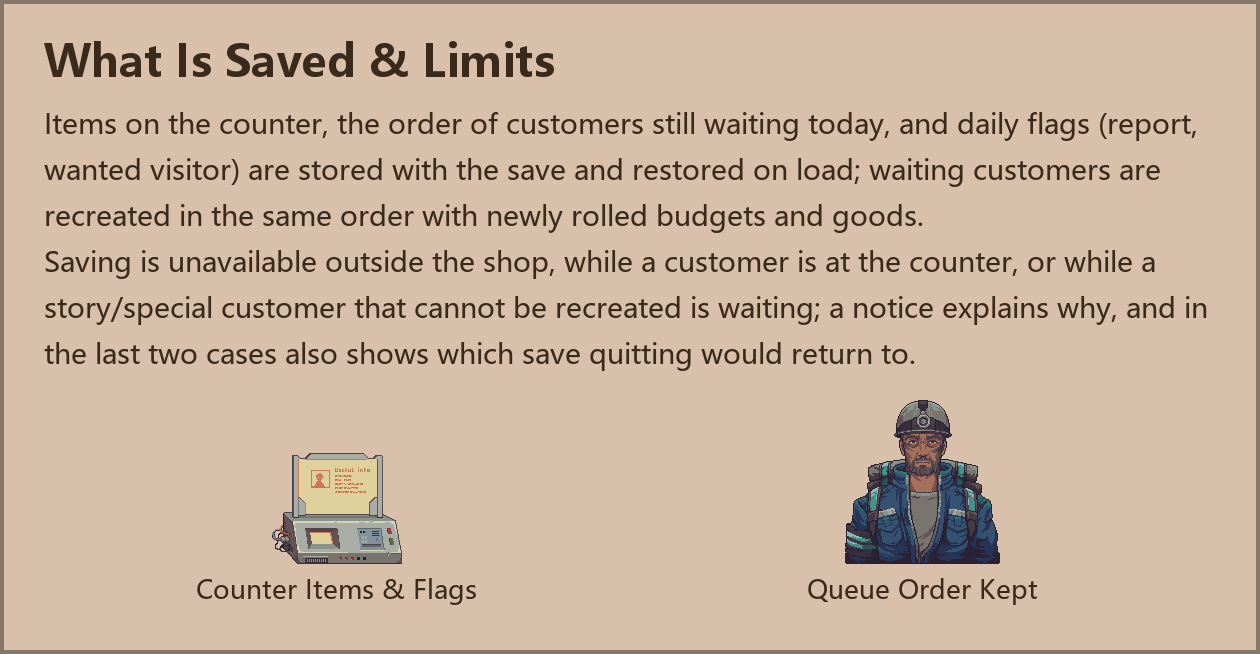 What Is Saved & Limits
Items on the counter, the order of customers still waiting today, and daily flags (report,
wanted visitor) are stored with the save and restored on load; waiting customers are
recreated in the same order with newly rolled budgets and goods.
Saving is unavailable outside the shop, while a customer is at the counter, or while a
story/special customer that cannot be recreated is waiting; a notice explains why, and in
the last two cases also shows which save quitting would return to.
Useful info
Counter Items & Flags
Queue Order Kept